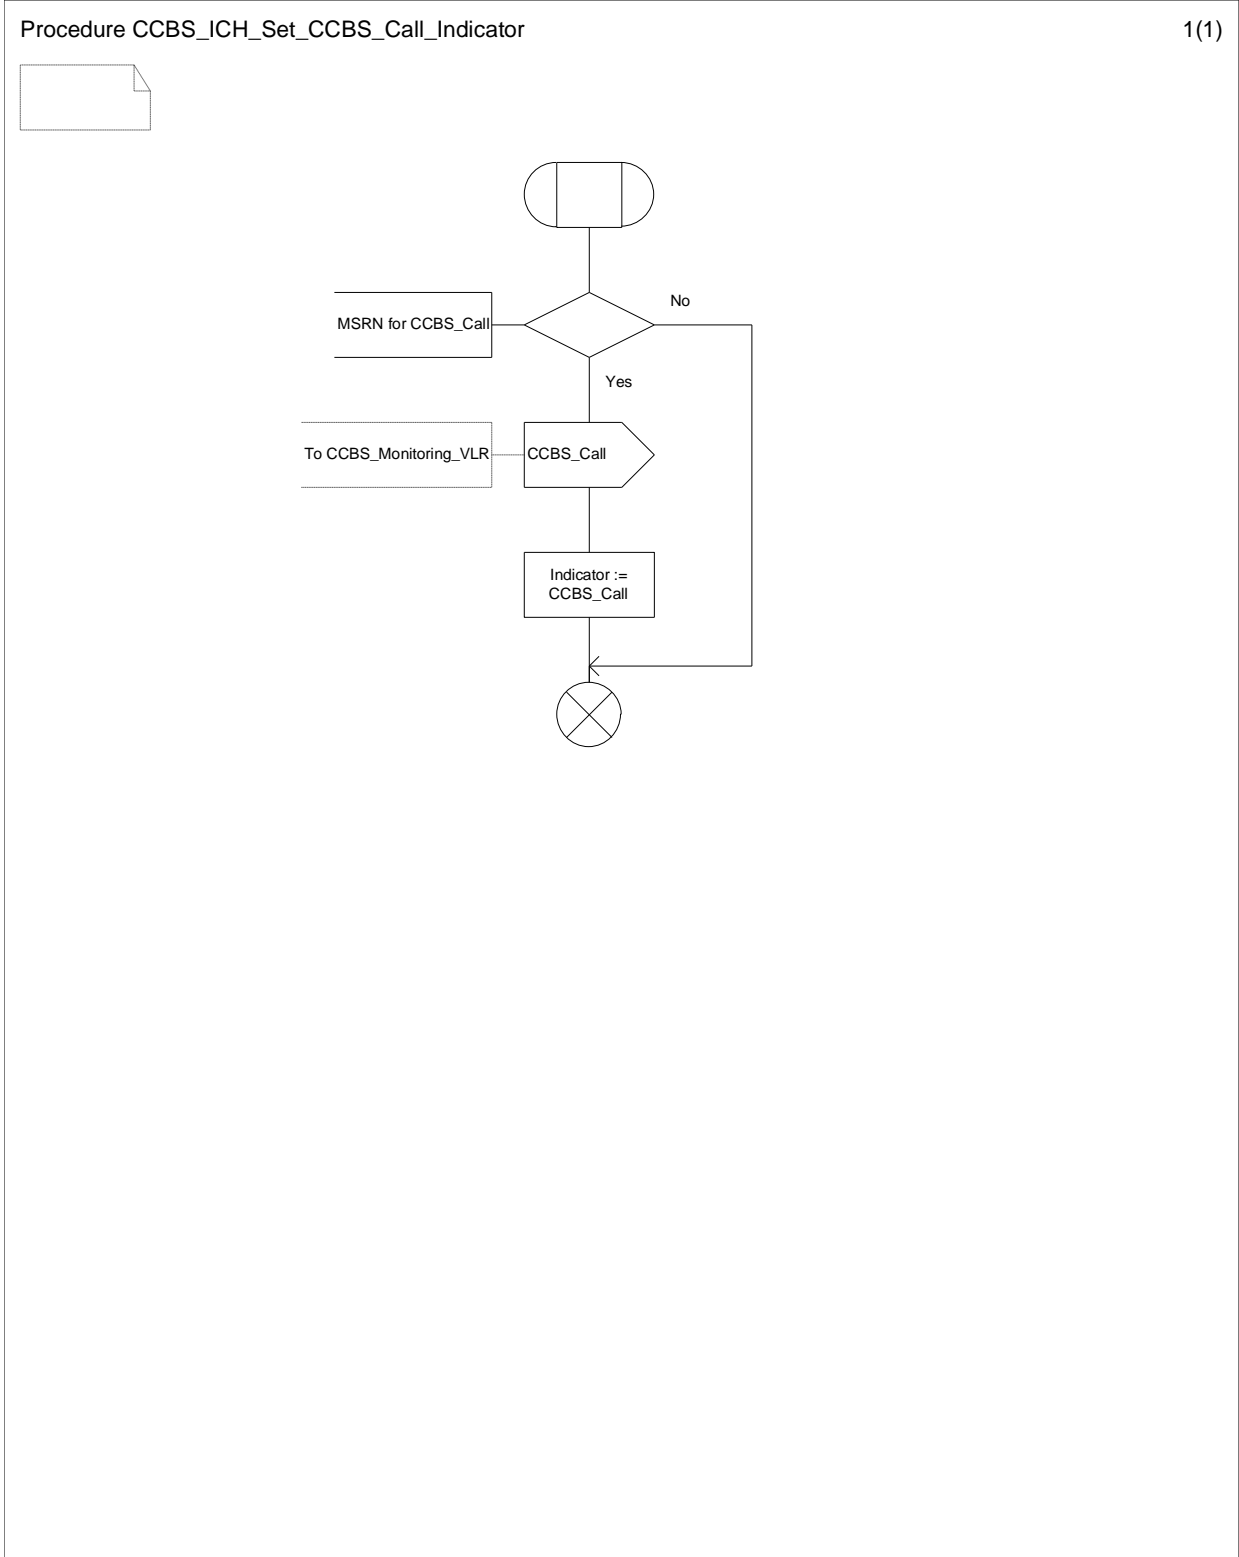 Procedure CCBS_ICH_Set_CCBS_Call_Indicator 1(1)
MSRN for CCBS_Call
No
Yes
To CCBS_Monitoring_VLR
CCBS_Call
Indicator :=
CCBS_Call